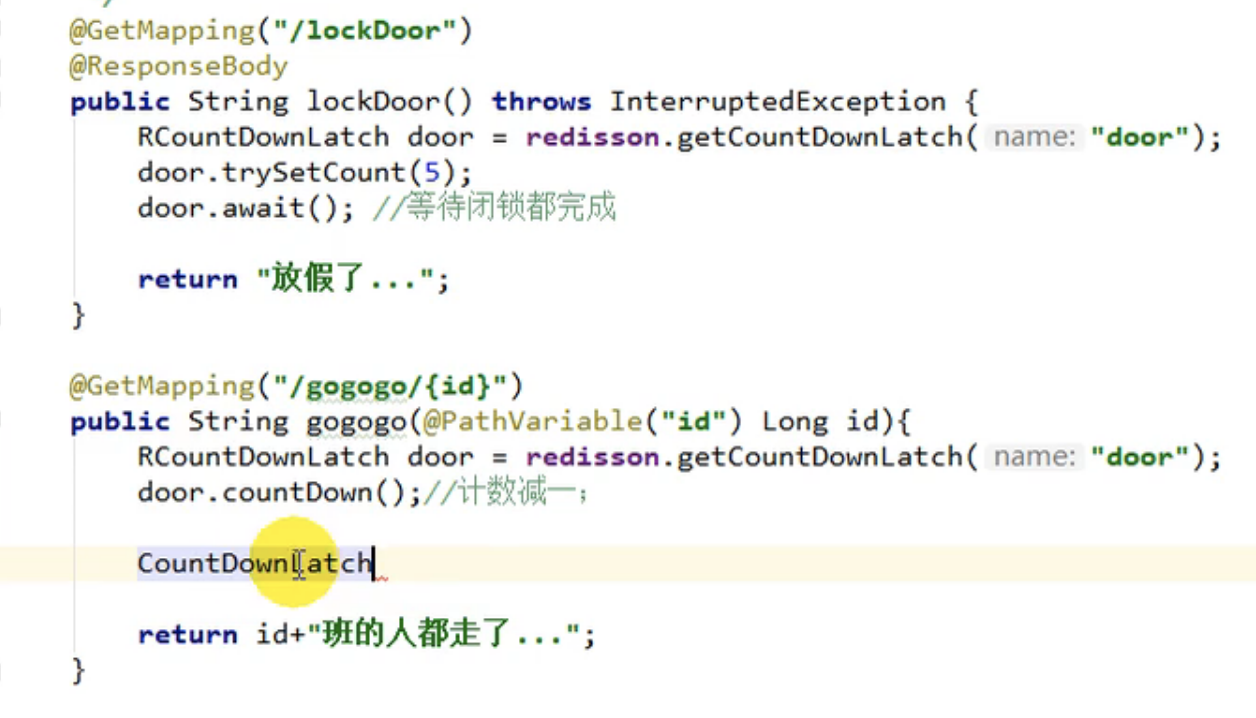 @GetMapping("/lockDoor")
@ResponseBody
public String lockDoor() throws InterruptedException {
RCountDownLatch door = redisson.getCountDownLatch( name: "door");
door.trySetCount(5);
door.await(); //等待闭锁都完成
return "放假了...";
}
@GetMapping("/gogogo/{id}")
public String gogogo(@PathVariable("id") Long id){
RCountDownLatch door = redisson.getCountDownLatch( name: "door");
door.countDown();//计数减一;
CountDownLatch
return id+"班的人都走了...";
}